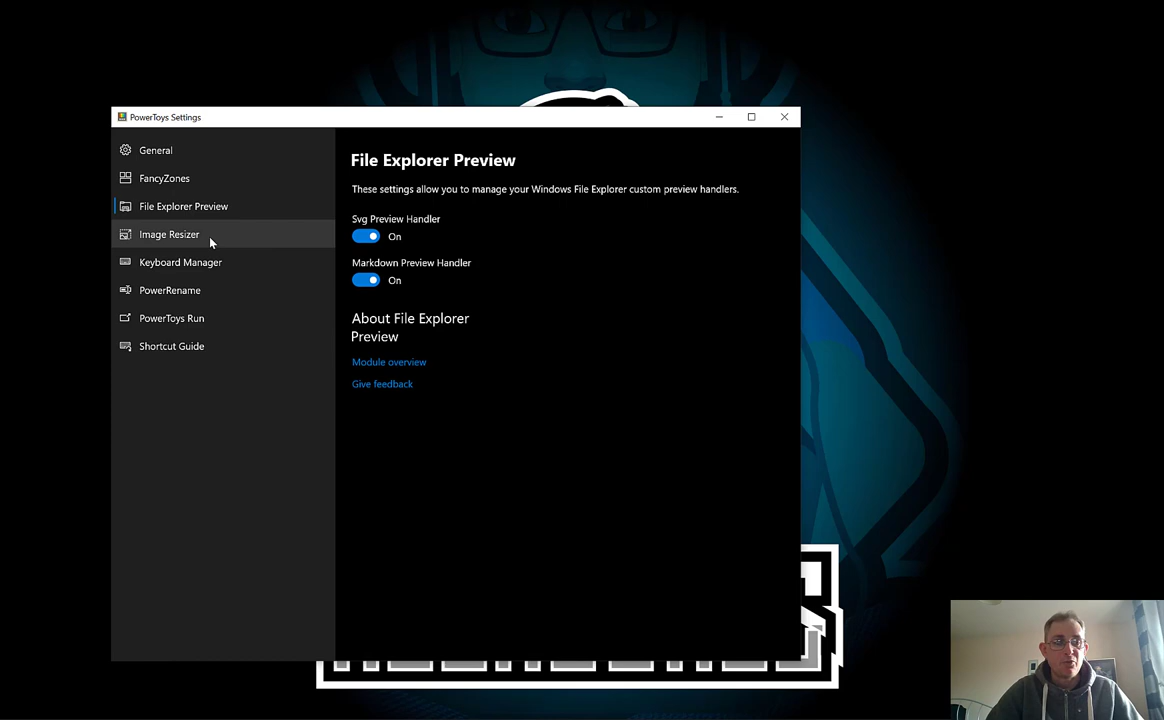 PowerToys Settings
General
FancyZones
File Explorer Preview
Image Resizer
Keyboard Manager
PowerRename
PowerToys Run
Shortcut Guide
File Explorer Preview
These settings allow you to manage your Windows File Explorer custom preview handlers.
Svg Preview Handler
On
Markdown Preview Handler
On
About File Explorer
Preview
Module overview
Give feedback